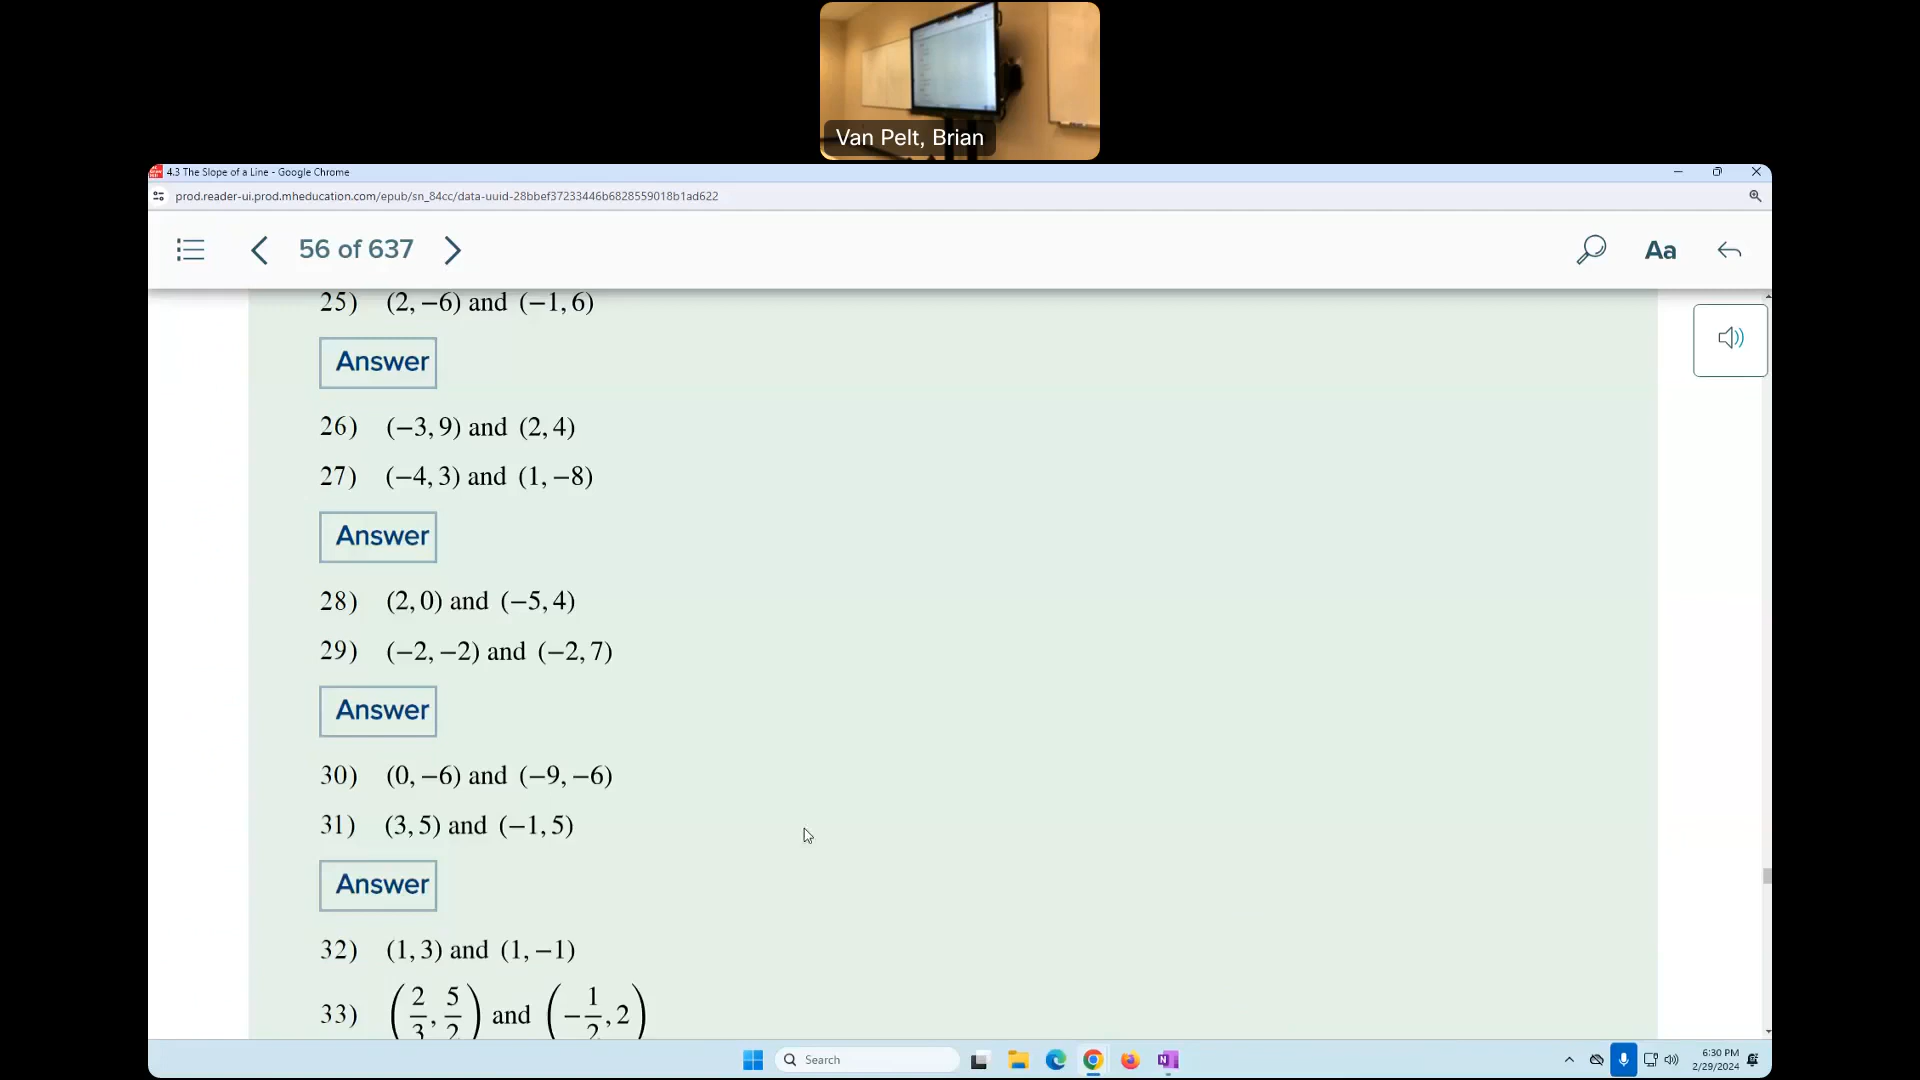 Van Pelt, Brian
4.3 The Slope of a Line - Google Chrome
prod.reader-ui.prod.mheducation.com/epub/sn_84cc/data-uuid-28bbef37233446b6828559018b1ad622
56 of 637
Aa
25) (2, −6) and (−1, 6)
Answer
26) (−3, 9) and (2, 4)
27) (−4, 3) and (1, −8)
Answer
28) (2, 0) and (−5, 4)
29) (−2, −2) and (−2, 7)
Answer
30) (0, −6) and (−9, −6)
31) (3, 5) and (−1, 5)
Answer
32) (1, 3) and (1, −1)
33) (2/3, 5/2) and (−1/2, 2)
Search
6:30 PM
2/29/2024